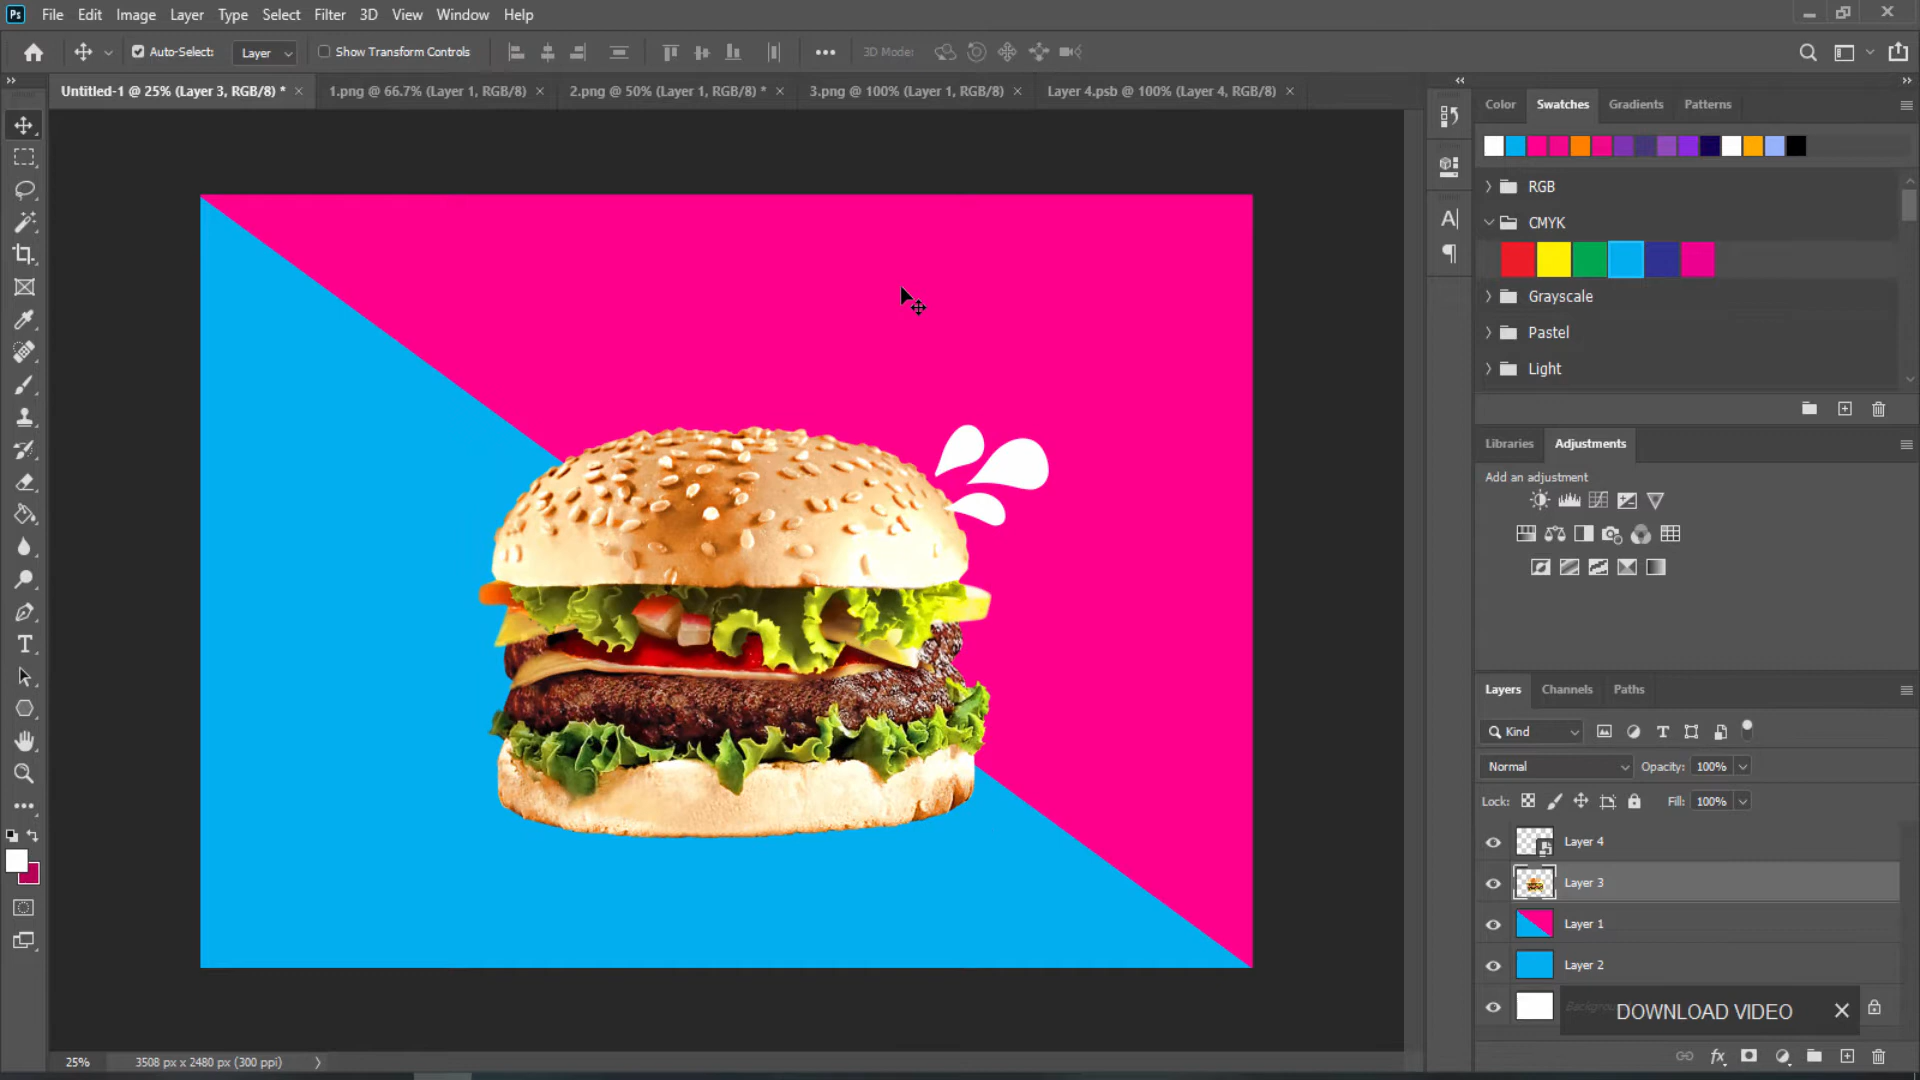 Ps File Edit Image Layer Type Select Filter 3D View Window Help
Auto-Select: Layer Show Transform Controls 3D Mode:
Untitled-1 @ 25% (Layer 3, RGB/8) * 1.png @ 66.7% (Layer 1, RGB/8) 2.png @ 50% (Layer 1, RGB/8) * 3.png @ 100% (Layer 1, RGB/8) Layer 4.psb @ 100% (Layer 4, RGB/8)
Color Swatches Gradients Patterns
RGB
CMYK
Grayscale
Pastel
Light
Libraries Adjustments
Add an adjustment
Layers Channels Paths
Kind
Normal Opacity: 100%
Lock: Fill: 100%
Layer 4
Layer 3
Layer 1
Layer 2
Background
DOWNLOAD VIDEO
25% 3508 px x 2480 px (300 ppi)